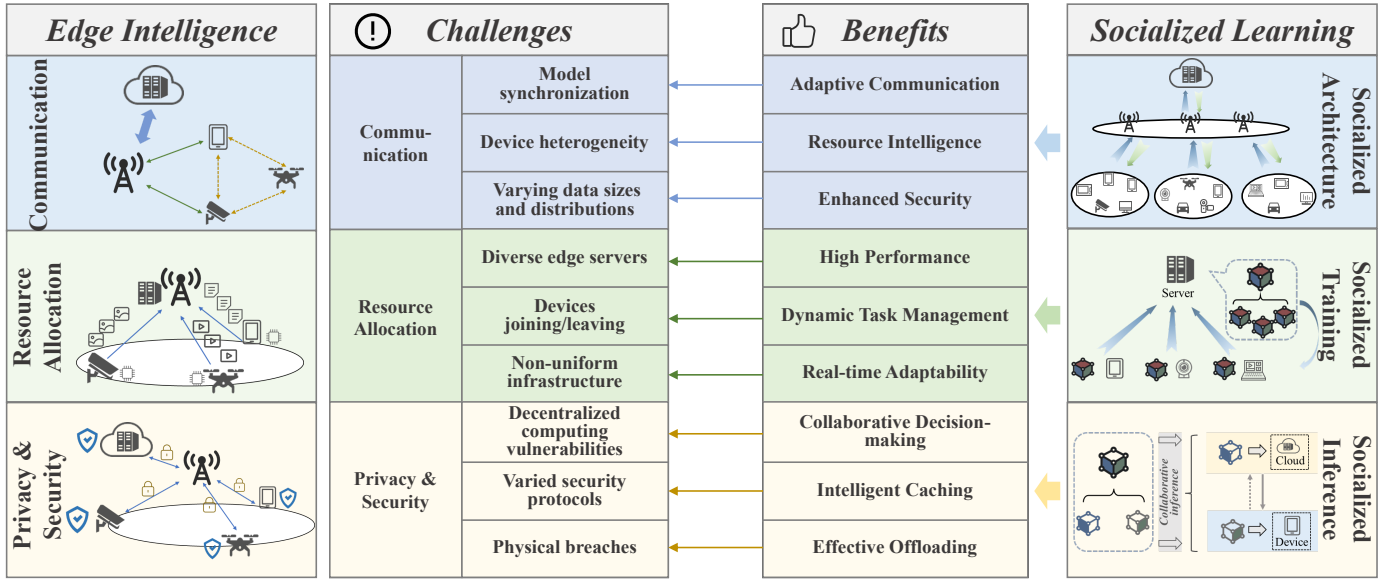 Edge Intelligence
Challenges
Benefits
Socialized Learning
Communication
Resource
Allocation
Privacy &
Security
Commu-
nication
Model
synchronization
Device heterogeneity
Varying data sizes
and distributions
Resource
Allocation
Diverse edge servers
Devices
joining/leaving
Non-uniform
infrastructure
Privacy &
Security
Decentralized
computing
vulnerabilities
Varied security
protocols
Physical breaches
Adaptive Communication
Resource Intelligence
Enhanced Security
High Performance
Dynamic Task Management
Real-time Adaptability
Collaborative Decision-
making
Intelligent Caching
Effective Offloading
Socialized
Architecture
Server
Socialized
Training
Collaborative
inference
Cloud
Device
Socialized
Inference